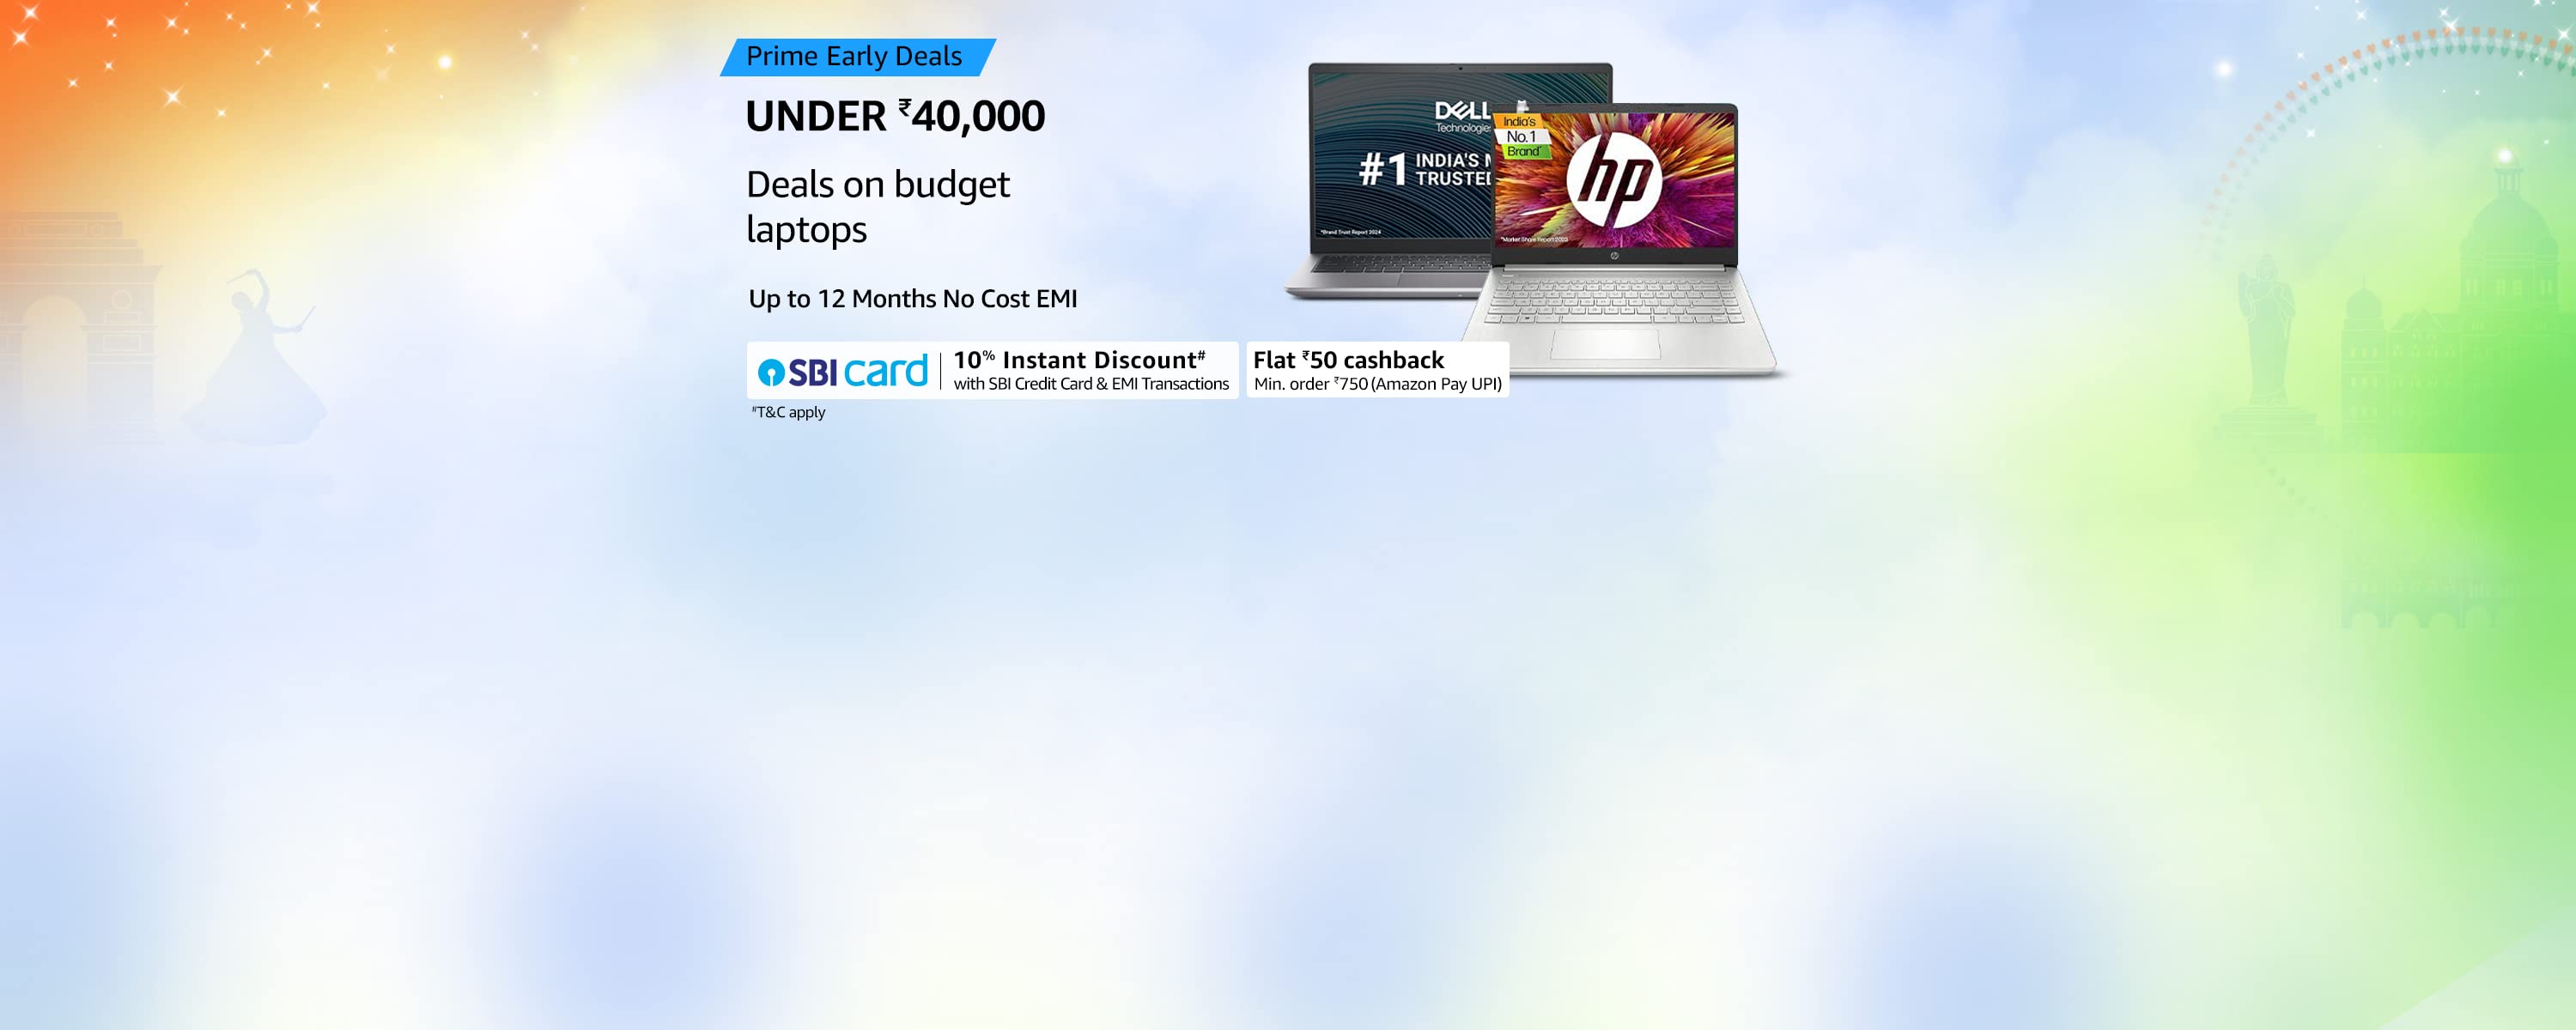 Prime Early Deals
UNDER ₹40,000
Deals on budget
laptops
Up to 12 Months No Cost EMI
SBI card
10% Instant Discount#
with SBI Credit Card & EMI Transactions
Flat ₹50 cashback
Min. order ₹750 (Amazon Pay UPI)
#T&C apply
DELL
Technologies
#1 INDIA'S
TRUSTED
*Brand Trust Report 2024
India's
No.1
Brand*
hp
*Market Share Report 2023
hp